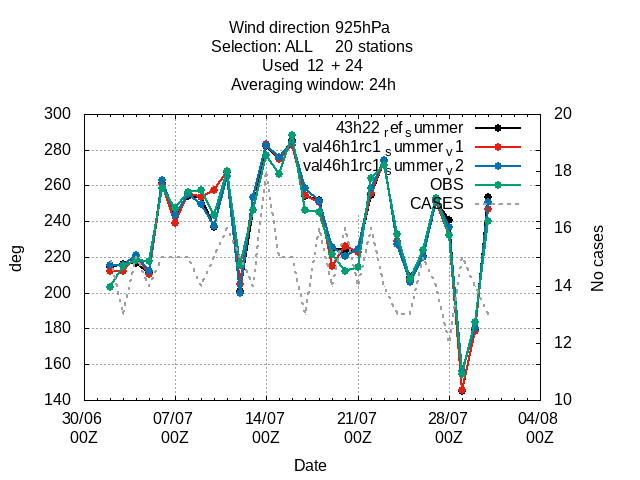 Wind direction 925hPa
Selection: ALL 20 stations
Used 12 + 24
Averaging window: 24h
300 20
280 18
260
240 16
220
200 14
180 12
160
140 10
43h22_ref_summer
val46h1rc1_summer_v1
val46h1rc1_summer_v2
OBS
CASES
deg
No cases
30/06 07/07 14/07 21/07 28/07 04/08
00Z 00Z 00Z 00Z 00Z 00Z
Date